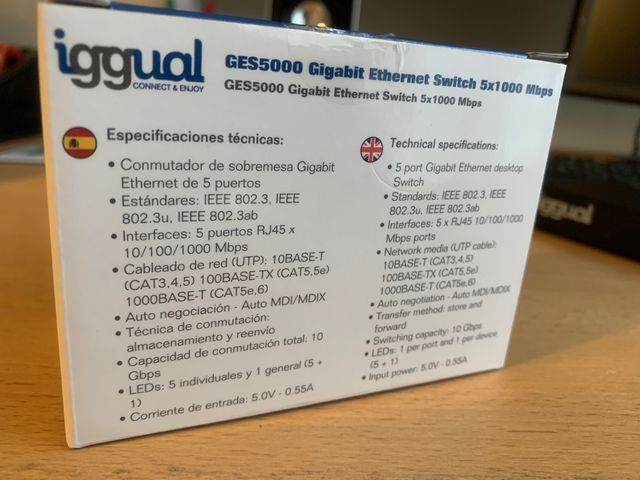 iggual
CONNECT & ENJOY
GES5000 Gigabit Ethernet Switch 5x1000 Mbps
GES5000 Gigabit Ethernet Switch 5x1000 Mbps
Especificaciones técnicas:
• Conmutador de sobremesa Gigabit
Ethernet de 5 puertos
• Estándares: IEEE 802.3, IEEE
802.3u, IEEE 802.3ab
• Interfaces: 5 puertos RJ45 x
10/100/1000 Mbps
• Cableado de red (UTP): 10BASE-T
(CAT3,4,5) 100BASE-TX (CAT5,5e)
1000BASE-T (CAT5e,6)
• Auto negociación - Auto MDI/MDIX
• Técnica de conmutación:
almacenamiento y reenvío
• Capacidad de conmutación total: 10
Gbps
• LEDs: 5 individuales y 1 general (5 +
1)
• Corriente de entrada: 5.0V - 0.55A
Technical specifications:
• 5 port Gigabit Ethernet desktop
Switch
• Standards: IEEE 802.3, IEEE
802.3u, IEEE 802.3ab
• Interfaces: 5 x RJ45 10/100/1000
Mbps ports
• Network media (UTP cable):
10BASE-T (CAT3,4,5)
100BASE-TX (CAT5,5e)
1000BASE-T (CAT5e,6)
• Auto negotiation - Auto MDI/MDIX
• Transfer method: store and
forward
• Switching capacity: 10 Gbps
• LEDs: 1 per port and 1 per device
(5 + 1)
• Input power: 5.0V - 0.55A
iggual